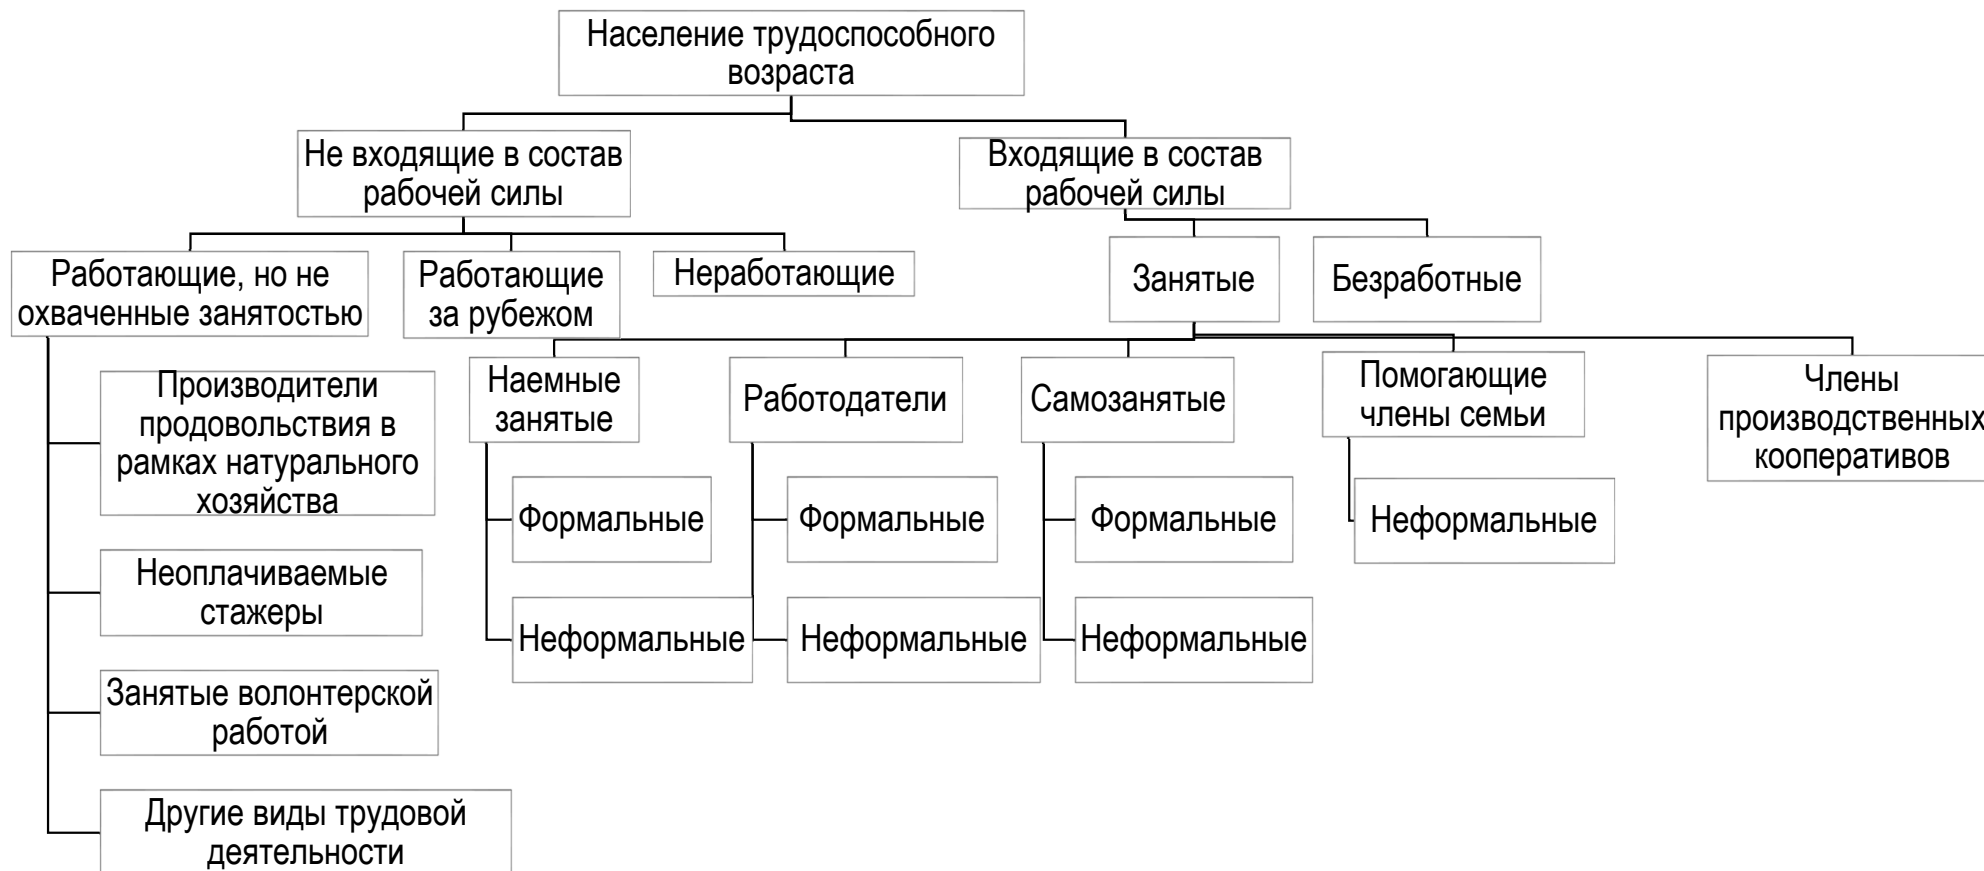 Население трудоспособного
возраста
Не входящие в состав
рабочей силы
Входящие в состав
рабочей силы
Работающие, но не
охваченные занятостью
Работающие
за рубежом
Неработающие
Занятые
Безработные
Производители
продовольствия в
рамках натурального
хозяйства
Наемные
занятые
Работодатели
Самозанятые
Помогающие
члены семьи
Члены
производственных
кооперативов
Формальные
Формальные
Формальные
Неформальные
Неоплачиваемые
стажеры
Неформальные
Неформальные
Неформальные
Занятые волонтерской
работой
Другие виды трудовой
деятельности